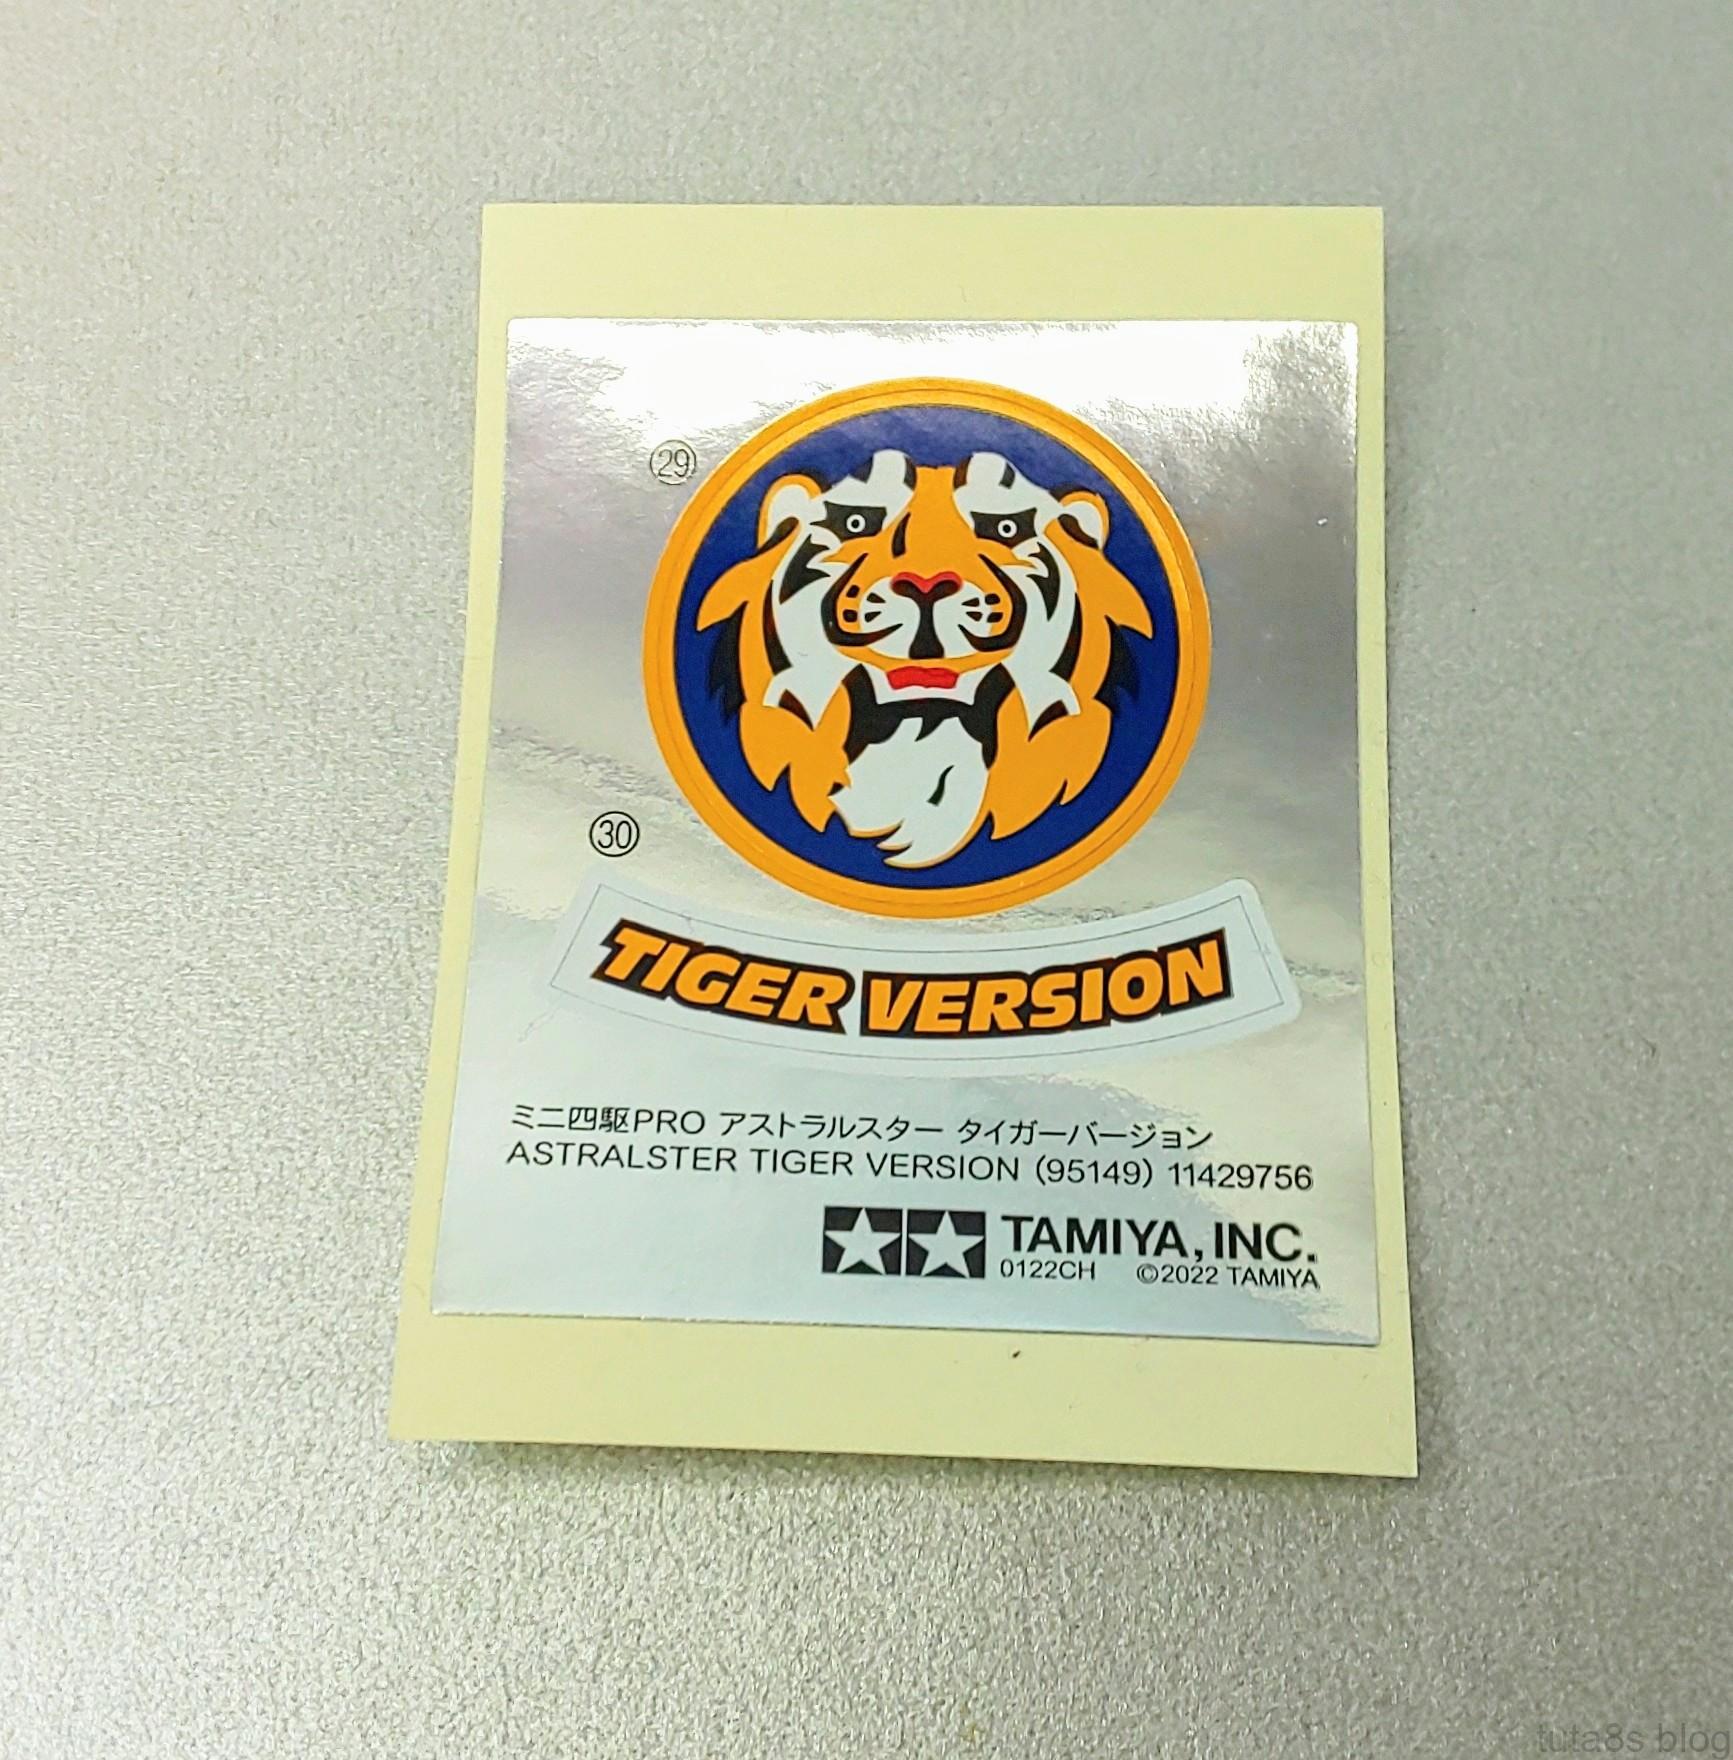 29
30
TIGER VERSION
ミニ四駆PRO アストラルスター タイガーバージョン
ASTRALSTER TIGER VERSION (95149) 11429756
TAMIYA, INC.
0122CH ©2022 TAMIYA
tuta8s blog